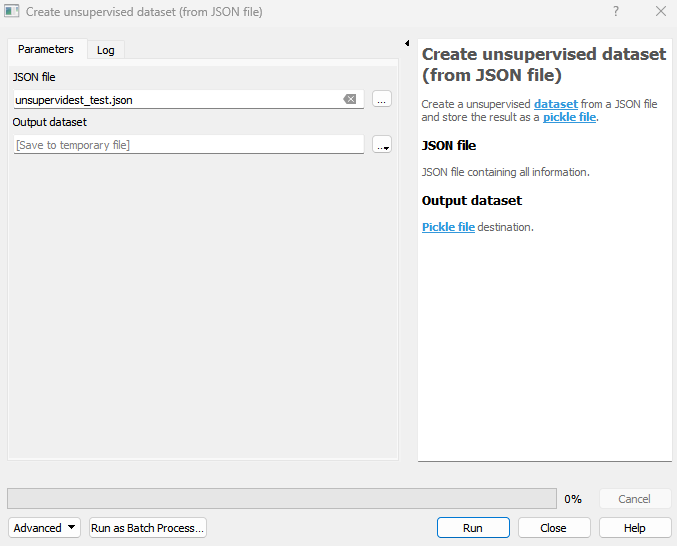 Create unsupervised dataset (from JSON file)
?
Parameters
Log
JSON file
unsupervidest_test.json
...
Output dataset
[Save to temporary file]
...
Create unsupervised dataset
(from JSON file)
Create a unsupervised dataset from a JSON file
and store the result as a pickle file.
JSON file
JSON file containing all information.
Output dataset
Pickle file destination.
0%
Cancel
Advanced
Run as Batch Process...
Run
Close
Help